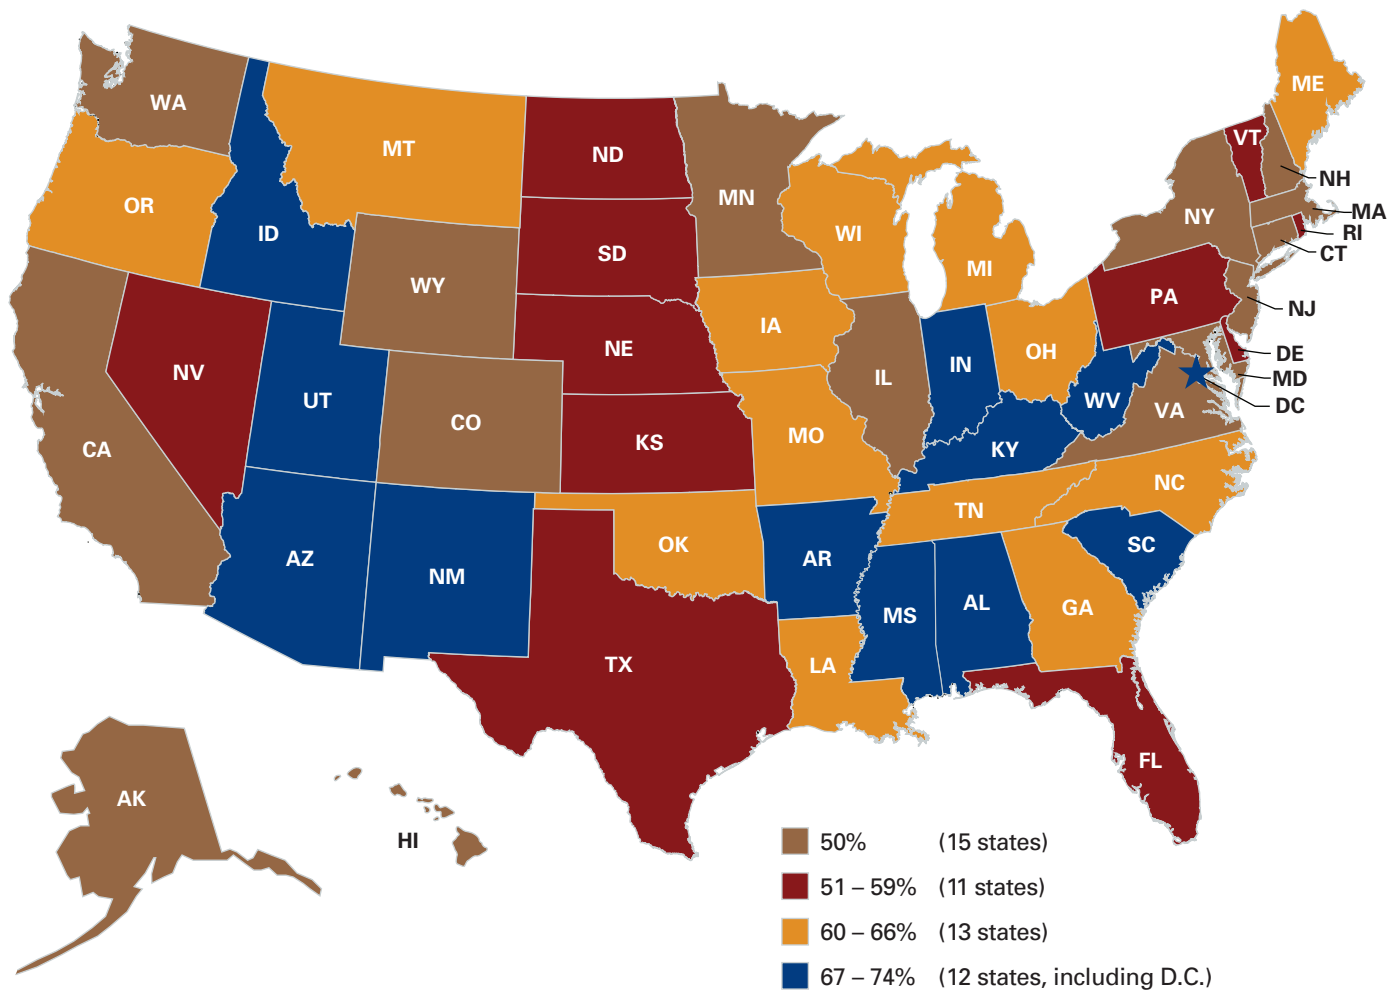 ME
WA
VT
MT
ND
NH
MN
OR
NY
MA
ID
WI
RI
SD
CT
MI
WY
PA
NJ
IA
NE
OH
DE
IN
NV
IL
MD
UT
WV
DC
VA
CO
MO
KS
CA
KY
NC
TN
OK
SC
AZ
AR
NM
AL
GA
MS
TX
LA
FL
AK
HI
50% (15 states)
51 – 59% (11 states)
60 – 66% (13 states)
67 – 74% (12 states, including D.C.)